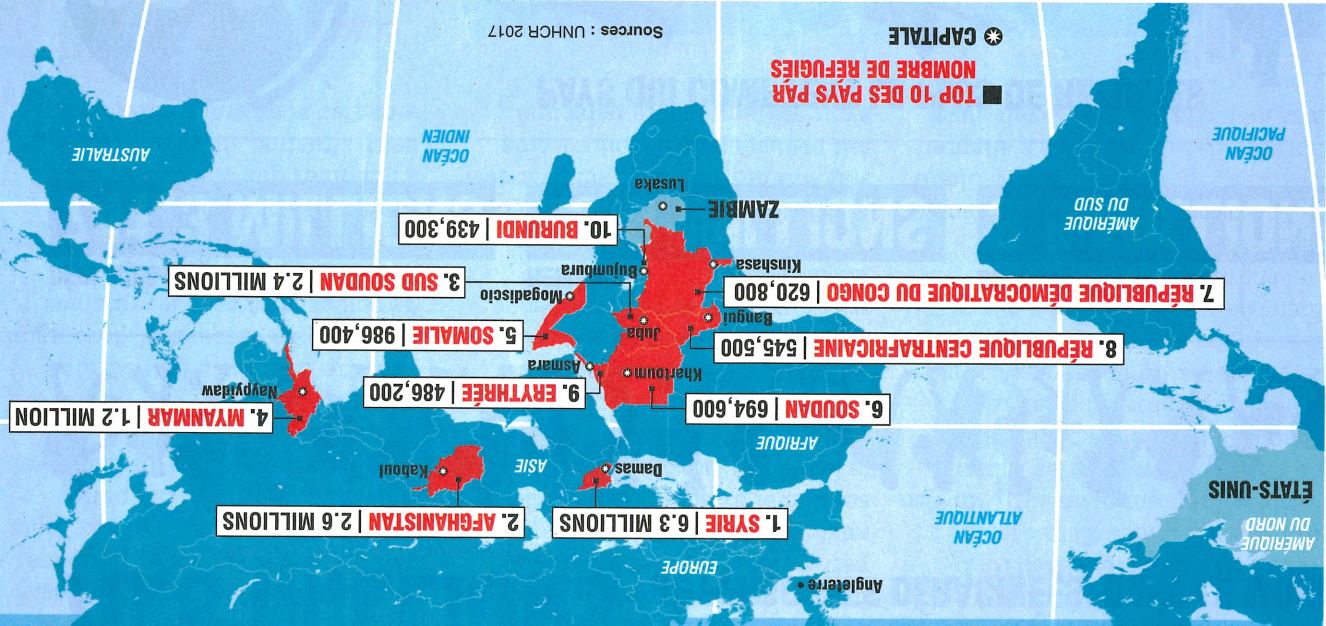 Angleterre
EUROPE
AMÉRIQUE
DU NORD
ÉTATS-UNIS
OCÉAN
ATLANTIQUE
1. SYRIE | 6.3 MILLIONS
2. AFGHANISTAN | 2.6 MILLIONS
Damas
ASIE
Kaboul
AFRIQUE
6. SOUDAN | 694,600
4. MYANMAR | 1.2 MILLION
Naypyidaw
9. ERYTHRÉE | 486,200
Khartoum
Asmara
8. RÉPUBLIQUE CENTRAFRICAINE | 545,500
5. SOMALIE | 986,400
Bangui
Juba
Mogadiscio
7. RÉPUBLIQUE DÉMOCRATIQUE DU CONGO | 620,800
3. SUD SOUDAN | 2.4 MILLIONS
Kinshasa
Bujumbura
10. BURUNDI | 439,300
AMÉRIQUE
DU SUD
ZAMBIE
Lusaka
OCÉAN
PACIFIQUE
OCÉAN
INDIEN
AUSTRALIE
TOP 10 DES PAYS PAR
NOMBRE DE RÉFUGIÉS
CAPITALE
Sources : UNHCR 2017